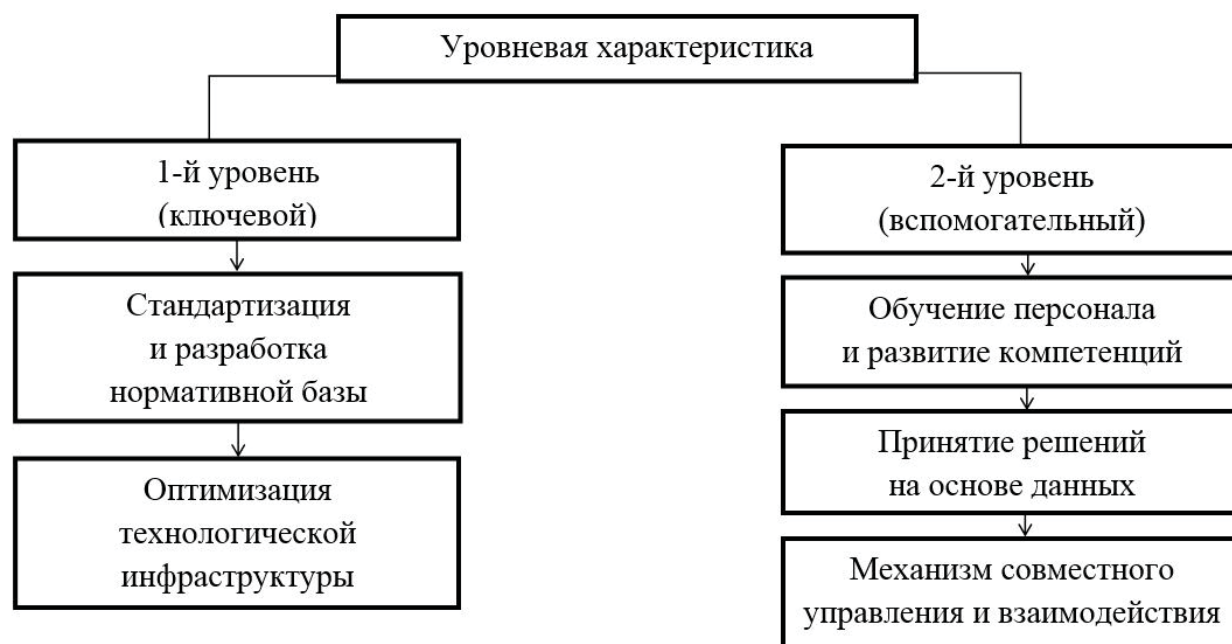 Уровневая характеристика
1-й уровень
(ключевой)
Стандартизация
и разработка
нормативной базы
Оптимизация
технологической
инфраструктуры
2-й уровень
(вспомогательный)
Обучение персонала
и развитие компетенций
Принятие решений
на основе данных
Механизм совместного
управления и взаимодействия